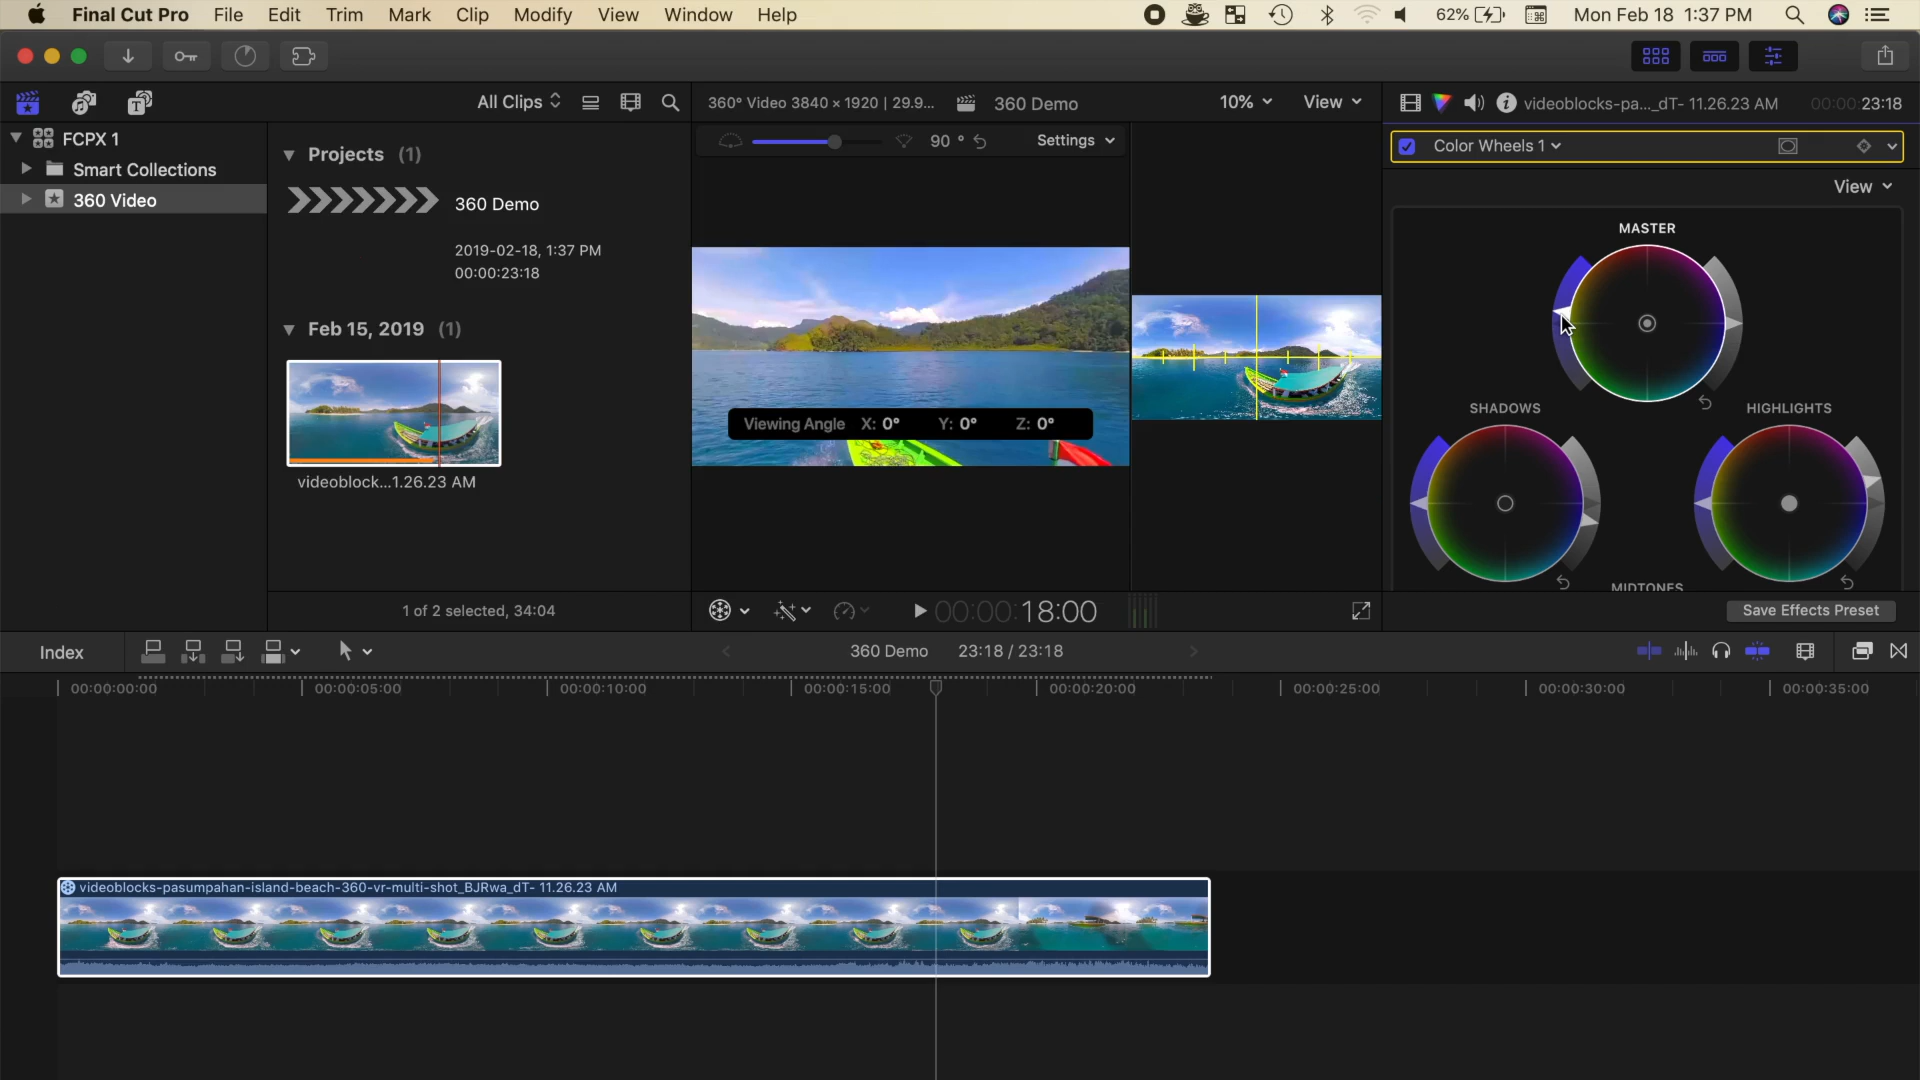 Final Cut Pro File Edit Trim Mark Clip Modify View Window Help 62% Mon Feb 18 1:37 PM
All Clips
360° Video 3840 × 1920 | 29.9... 360 Demo 10% View
videoblocks-pa..._dT- 11.26.23 AM 00:00:23:18
FCPX 1
Smart Collections
360 Video
Projects (1)
360 Demo
2019-02-18, 1:37 PM
00:00:23:18
Feb 15, 2019 (1)
videoblock...1.26.23 AM
1 of 2 selected, 34:04
90 ° Settings
Viewing Angle X: 0° Y: 0° Z: 0°
00:00:18:00
Color Wheels 1
View
MASTER
SHADOWS HIGHLIGHTS
MIDTONES
Save Effects Preset
Index 360 Demo 23:18 / 23:18
00:00:00:00 00:00:05:00 00:00:10:00 00:00:15:00 00:00:20:00 00:00:25:00 00:00:30:00 00:00:35:00
videoblocks-pasumpahan-island-beach-360-vr-multi-shot_BJRwa_dT- 11.26.23 AM